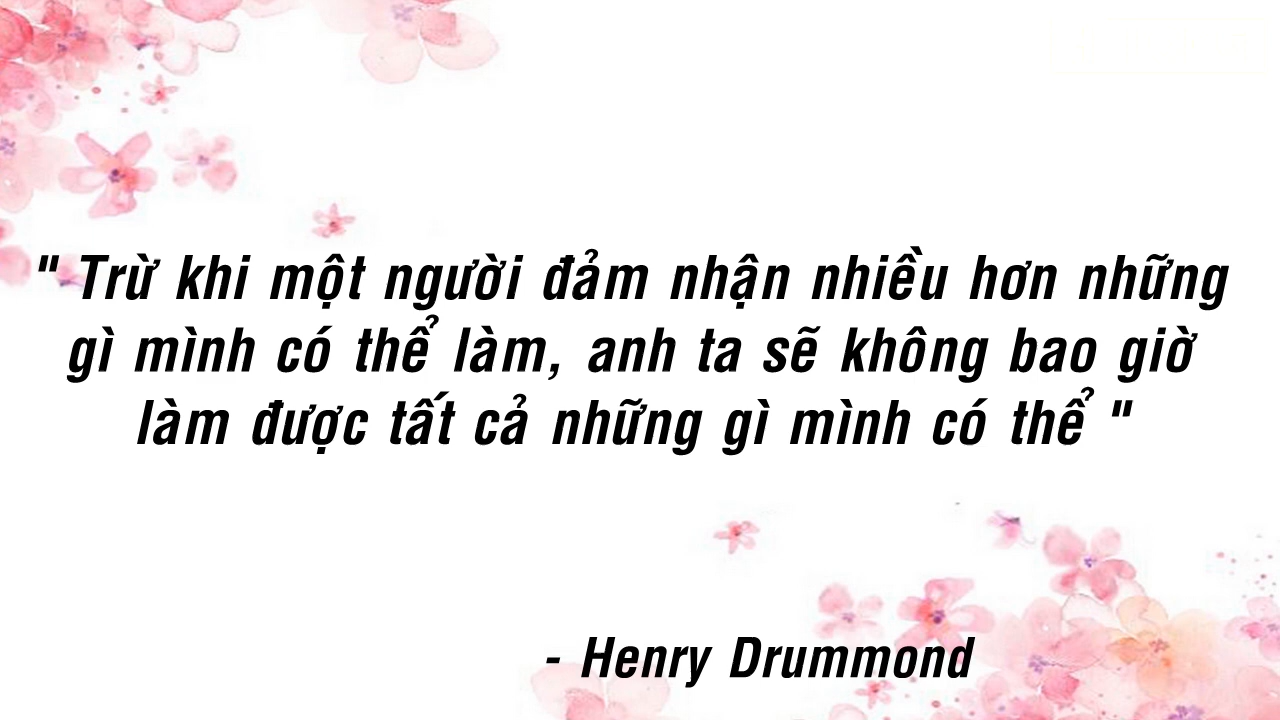 " Trừ khi một người đảm nhận nhiều hơn những
gì mình có thể làm, anh ta sẽ không bao giờ
làm được tất cả những gì mình có thể "
- Henry Drummond